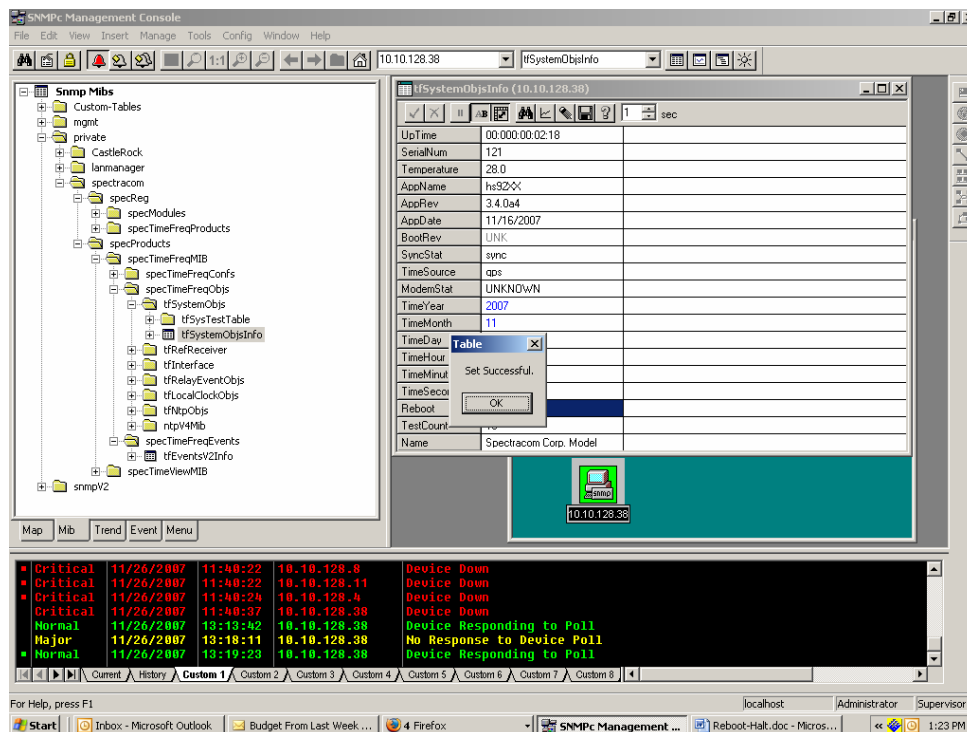 SNMPc Management Console
File Edit View Insert Manage Tools Config Window Help
1:1 10.10.128.38 tfSystemObjsInfo
Snmp Mibs
Custom-Tables
mgmt
private
CastleRock
lanmanager
spectracom
specReg
specModules
specTimeFreqProducts
specProducts
specTimeFreqMIB
specTimeFreqConfs
specTimeFreqObjs
tfSystemObjs
tfSysTestTable
tfSystemObjsInfo
tfRefReceiver
tfInterface
tfRelayEventObjs
tfLocalClockObjs
tfNtpObjs
ntpV4Mib
specTimeFreqEvents
tfEventsV2Info
specTimeViewMIB
snmpV2
Map Mib Trend Event Menu
tfSystemObjsInfo (10.10.128.38)
AB 1 sec
UpTime 00:000:00:02:18
SerialNum 121
Temperature 28.0
AppName hs92XX
AppRev 3.4.0a4
AppDate 11/16/2007
BootRev UNK
SyncStat sync
TimeSource gps
ModemStat UNKNOWN
TimeYear 2007
TimeMonth 11
TimeDay
TimeHour
TimeMinut
TimeSecon
Reboot
TestCount
Name Spectracom Corp. Model
Table
Set Successful.
OK
snmp
10.10.128.38
Critical 11/26/2007 11:40:22 10.10.128.8 Device Down
Critical 11/26/2007 11:40:22 10.10.128.11 Device Down
Critical 11/26/2007 11:40:24 10.10.128.4 Device Down
Critical 11/26/2007 11:40:37 10.10.128.38 Device Down
Normal 11/26/2007 13:13:42 10.10.128.38 Device Responding to Poll
Major 11/26/2007 13:18:11 10.10.128.38 No Response to Device Poll
Normal 11/26/2007 13:19:23 10.10.128.38 Device Responding to Poll
Current History Custom 1 Custom 2 Custom 3 Custom 4 Custom 5 Custom 6 Custom 7 Custom 8
For Help, press F1 localhost Administrator Supervisor
Start Inbox - Microsoft Outlook Budget From Last Week ... 4 Firefox SNMPc Management ... Reboot-Halt.doc - Micros... « 1:23 PM